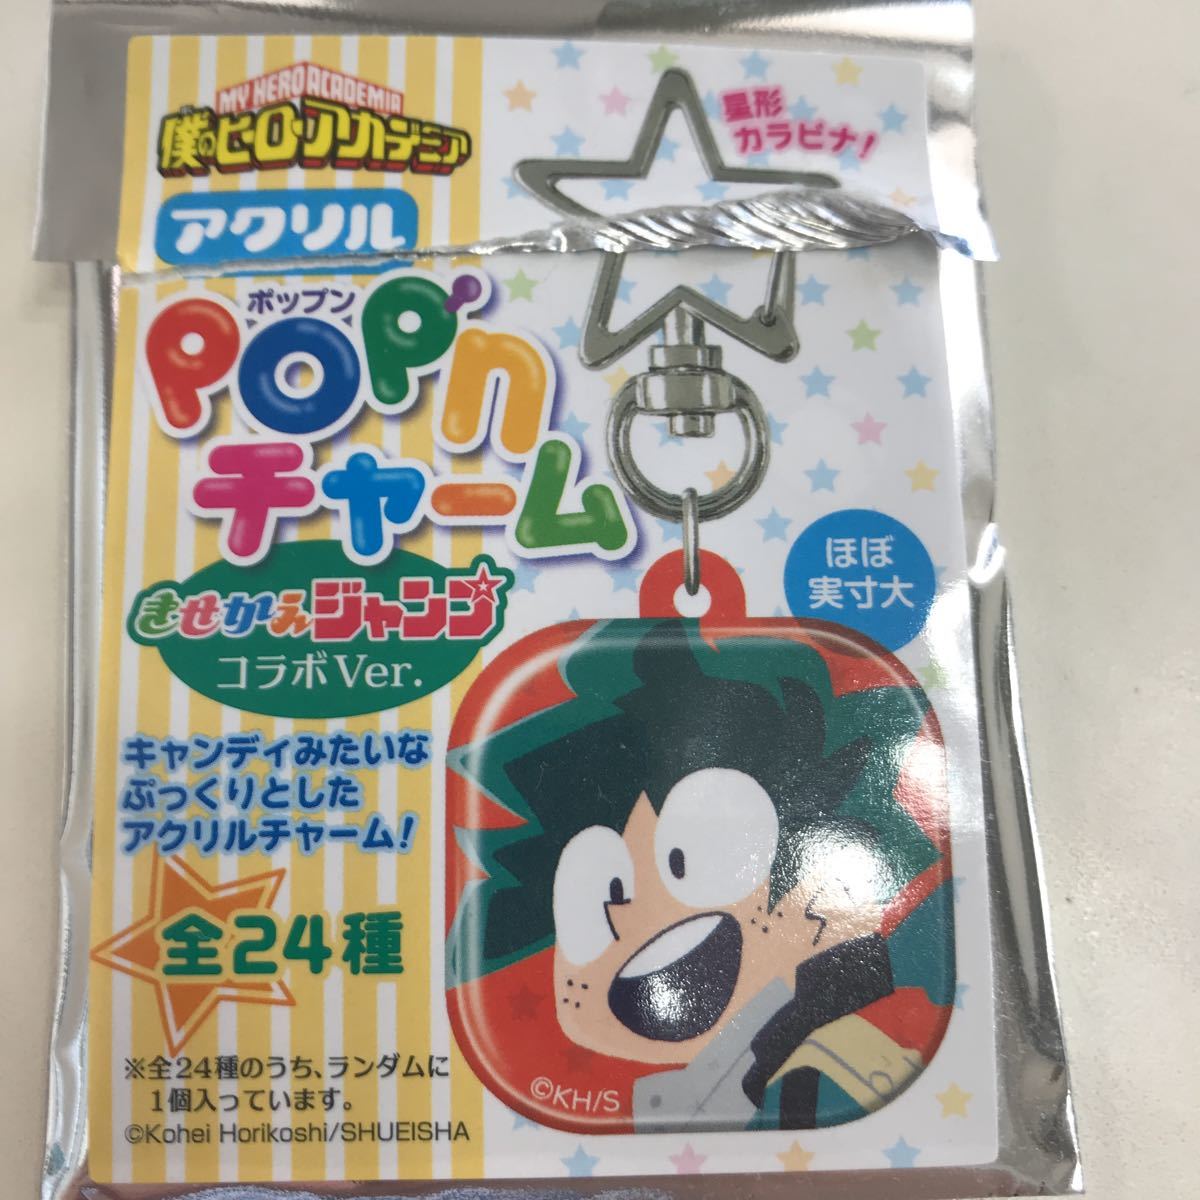 MY HERO ACADEMIA
僕のヒーローアカデミア
アクリル
ポップン
POP'n
チャーム
きせかえジャンプ
コラボVer.
キャンディみたいな
ぷっくりとした
アクリルチャーム!
全24種
※全24種のうち、ランダムに
1個入っています。
©Kohei Horikoshi/SHUEISHA
星形
カラビナ!
ほぼ
実寸大
©KH/S